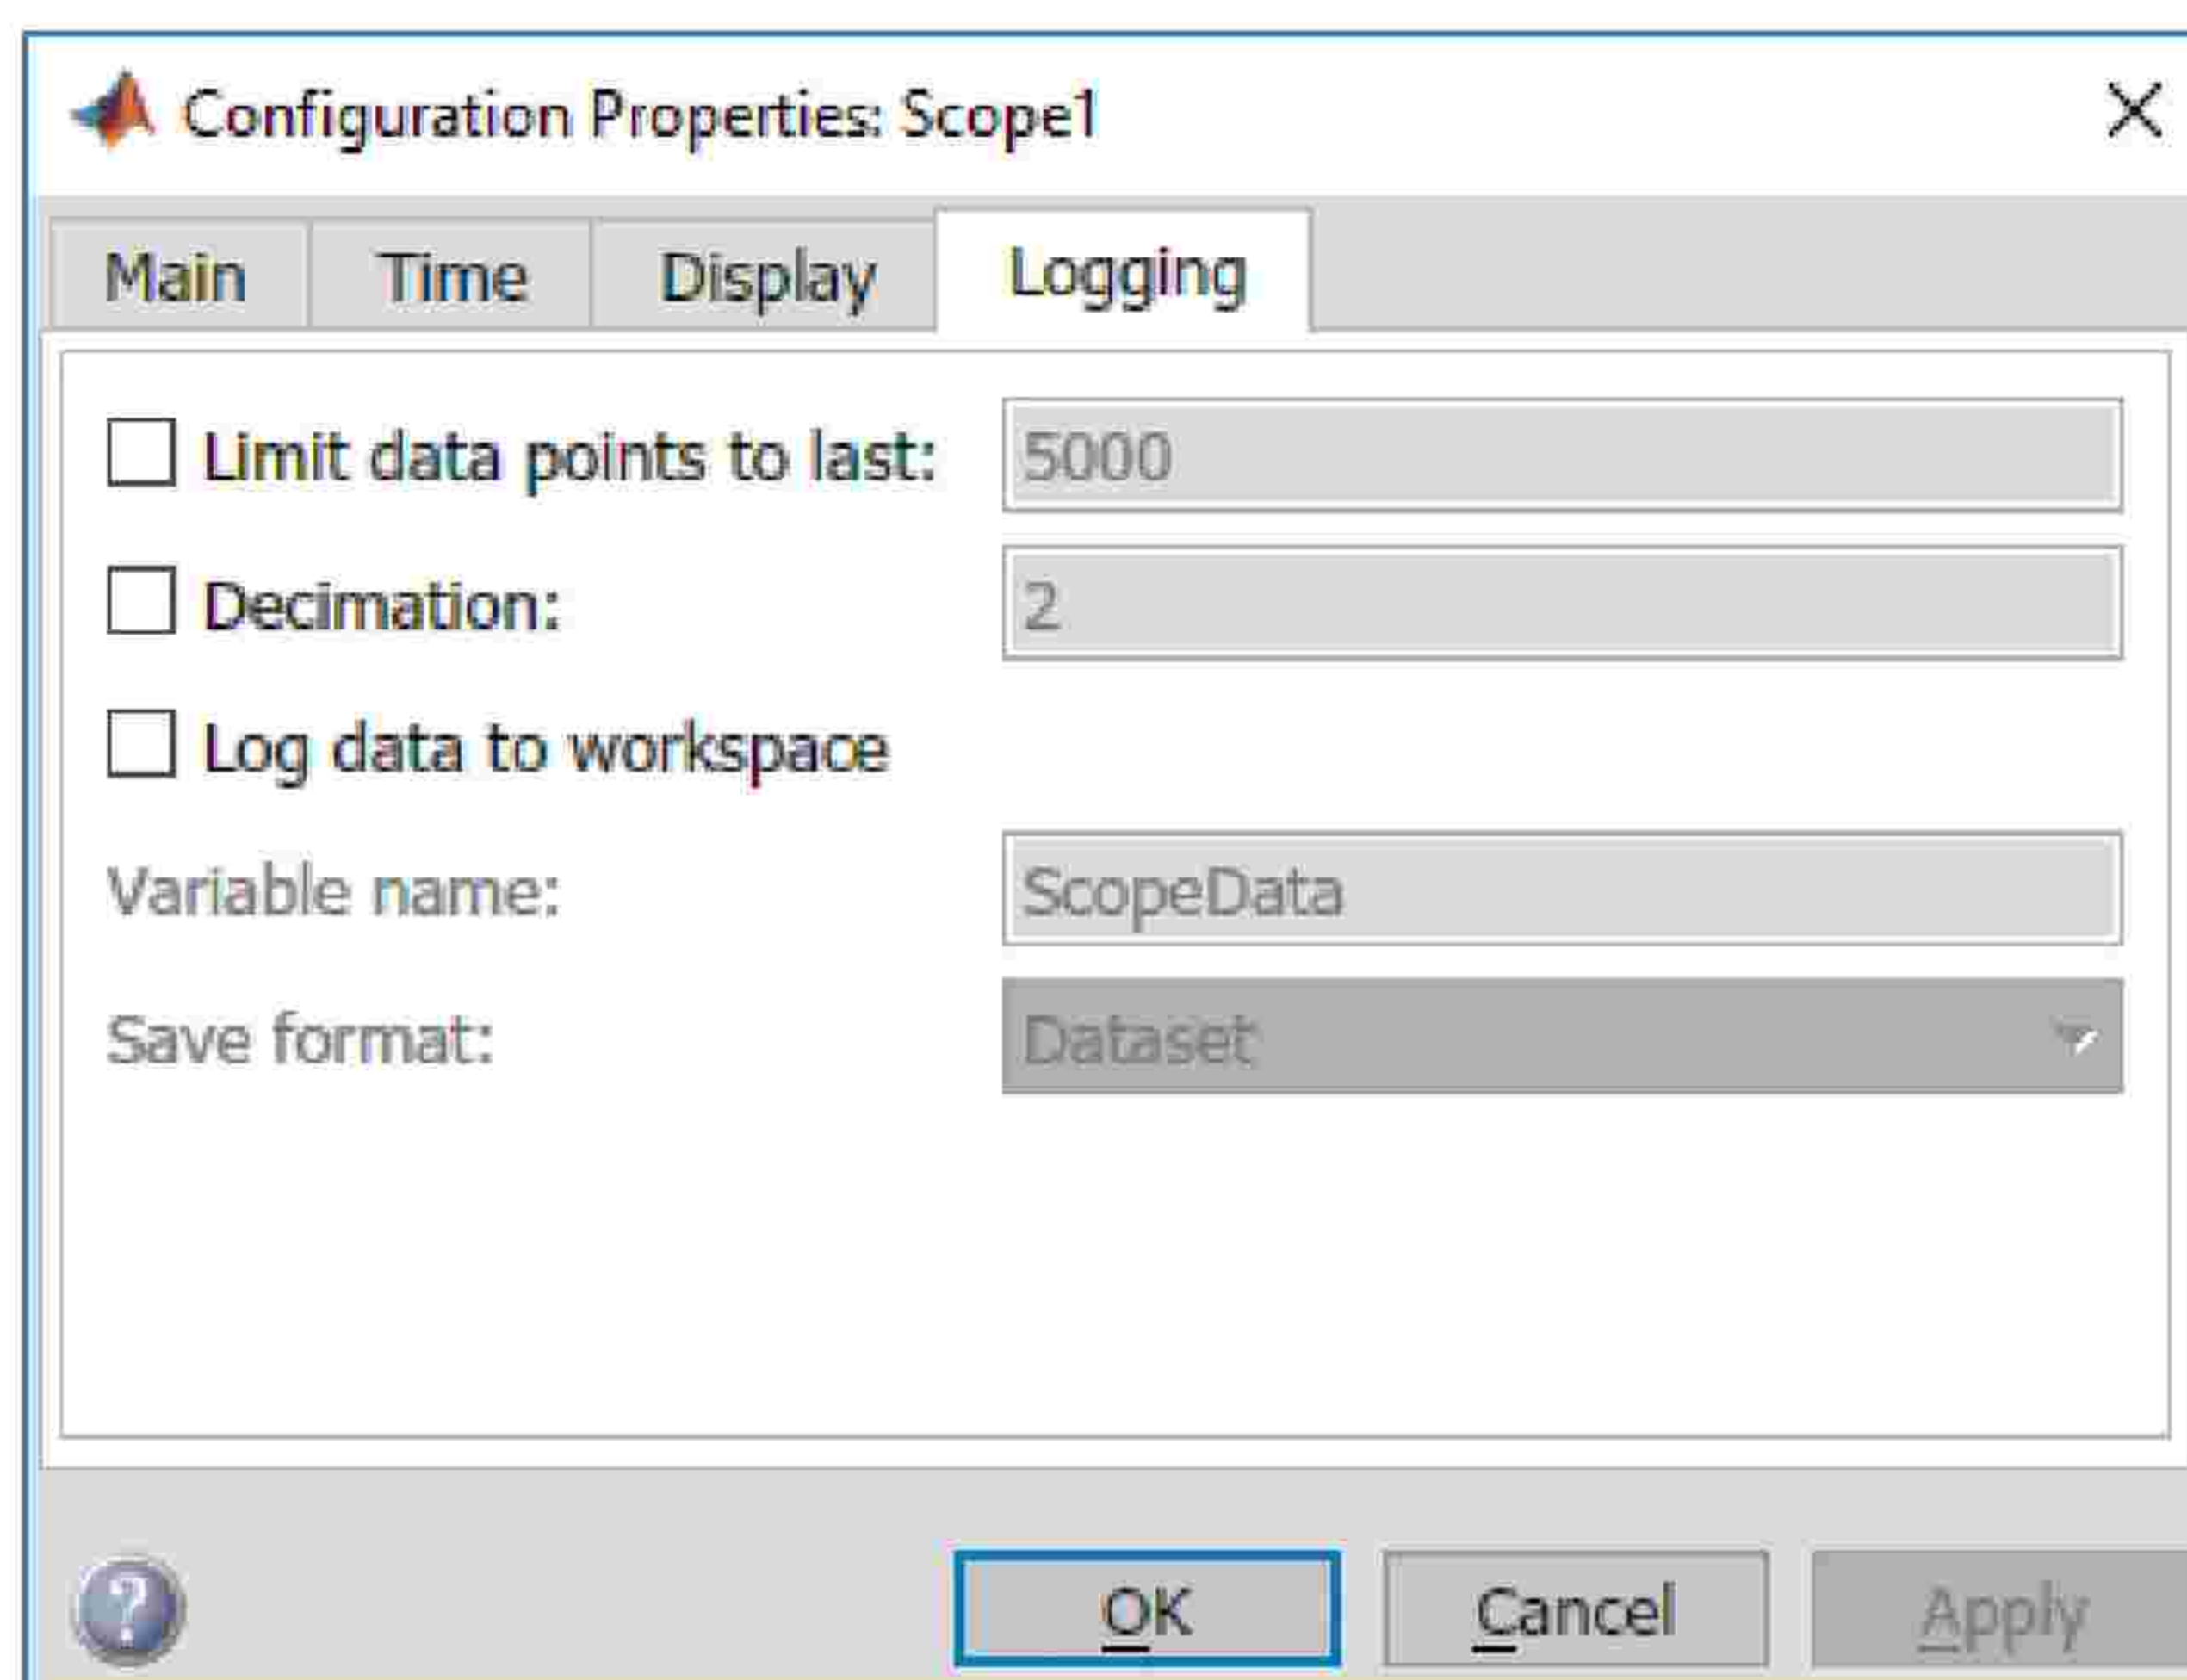 Configuration Properties: Scope1
Main Time Display Logging
Limit data points to last: 5000
Decimation: 2
Log data to workspace
Variable name: ScopeData
Save format: Dataset
? OK Cancel Apply